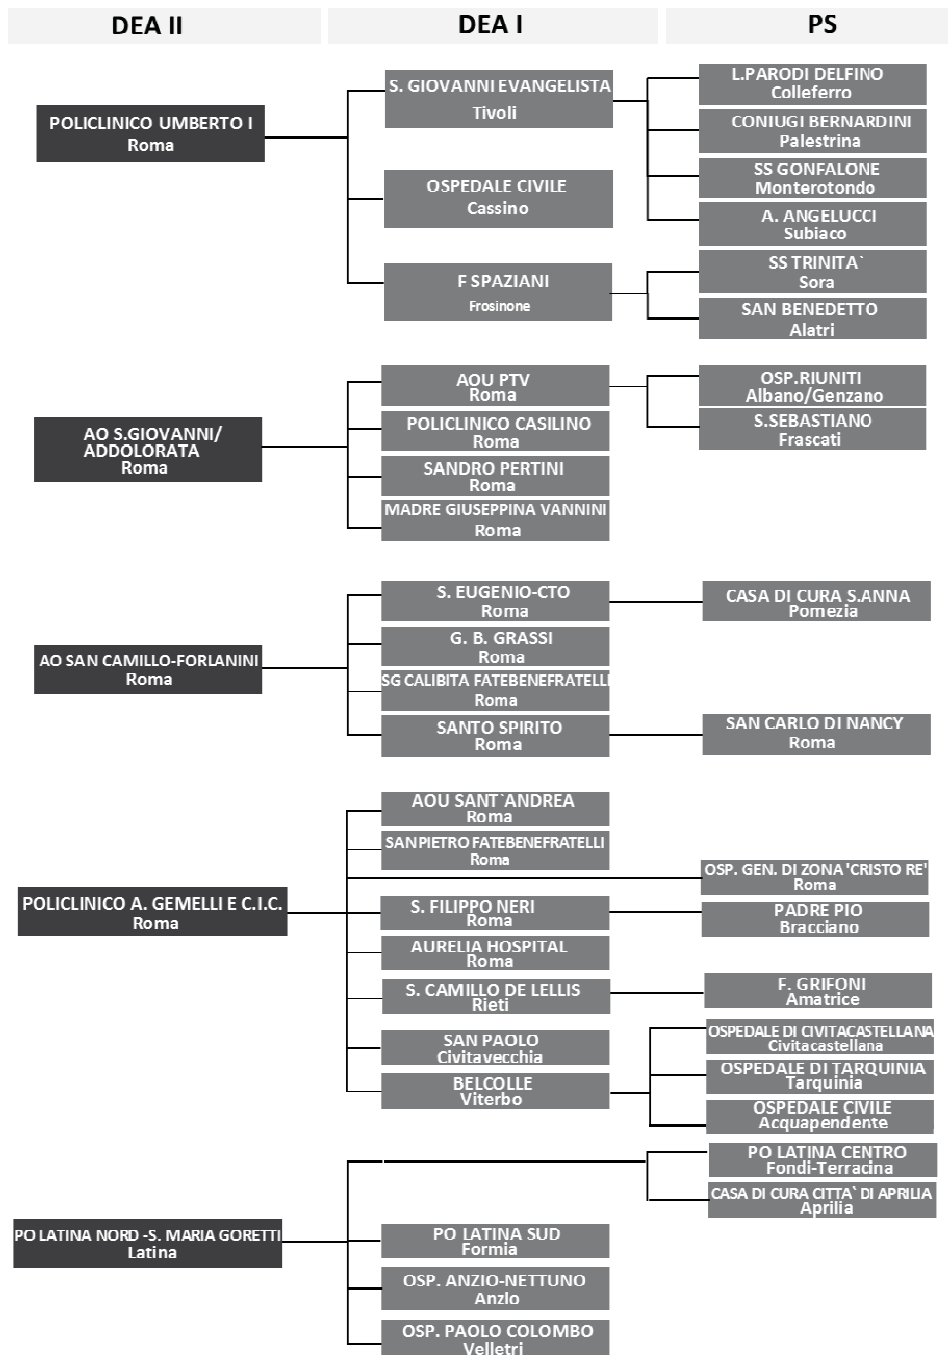 DEA II
DEA I
PS
POLICLINICO UMBERTO I
Roma
S. GIOVANNI EVANGELISTA
Tivoli
L.PARODI DELFINO
Colleferro
CONIUGI BERNARDINI
Palestrina
SS GONFALONE
Monterotondo
A. ANGELUCCI
Subiaco
OSPEDALE CIVILE
Cassino
F SPAZIANI
Frosinone
SS TRINITA`
Sora
SAN BENEDETTO
Alatri
AO S.GIOVANNI/
ADDOLORATA
Roma
AOU PTV
Roma
OSP.RIUNITI
Albano/Genzano
S.SEBASTIANO
Frascati
POLICLINICO CASILINO
Roma
SANDRO PERTINI
Roma
MADRE GIUSEPPINA VANNINI
Roma
AO SAN CAMILLO-FORLANINI
Roma
S. EUGENIO-CTO
Roma
CASA DI CURA S.ANNA
Pomezia
G. B. GRASSI
Roma
SG CALIBITA FATEBENEFRATELLI
Roma
SANTO SPIRITO
Roma
SAN CARLO DI NANCY
Roma
POLICLINICO A. GEMELLI E C.I.C.
Roma
AOU SANT`ANDREA
Roma
SAN PIETRO FATEBENEFRATELLI
Roma
OSP. GEN. DI ZONA 'CRISTO RE'
Roma
S. FILIPPO NERI
Roma
PADRE PIO
Bracciano
AURELIA HOSPITAL
Roma
S. CAMILLO DE LELLIS
Rieti
F. GRIFONI
Amatrice
SAN PAOLO
Civitavecchia
BELCOLLE
Viterbo
OSPEDALE DI CIVITACASTELLANA
Civitacastellana
OSPEDALE DI TARQUINIA
Tarquinia
OSPEDALE CIVILE
Acquapendente
PO LATINA NORD -S. MARIA GORETTI
Latina
PO LATINA CENTRO
Fondi-Terracina
CASA DI CURA CITTA` DI APRILIA
Aprilia
PO LATINA SUD
Formia
OSP. ANZIO-NETTUNO
Anzlo
OSP. PAOLO COLOMBO
Velletri